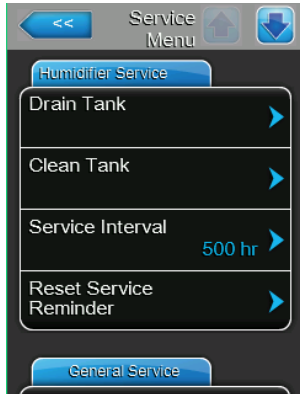 <<
Service
Menu
Humidifier Service
Drain Tank
Clean Tank
Service Interval
500 hr
Reset Service
Reminder
General Service